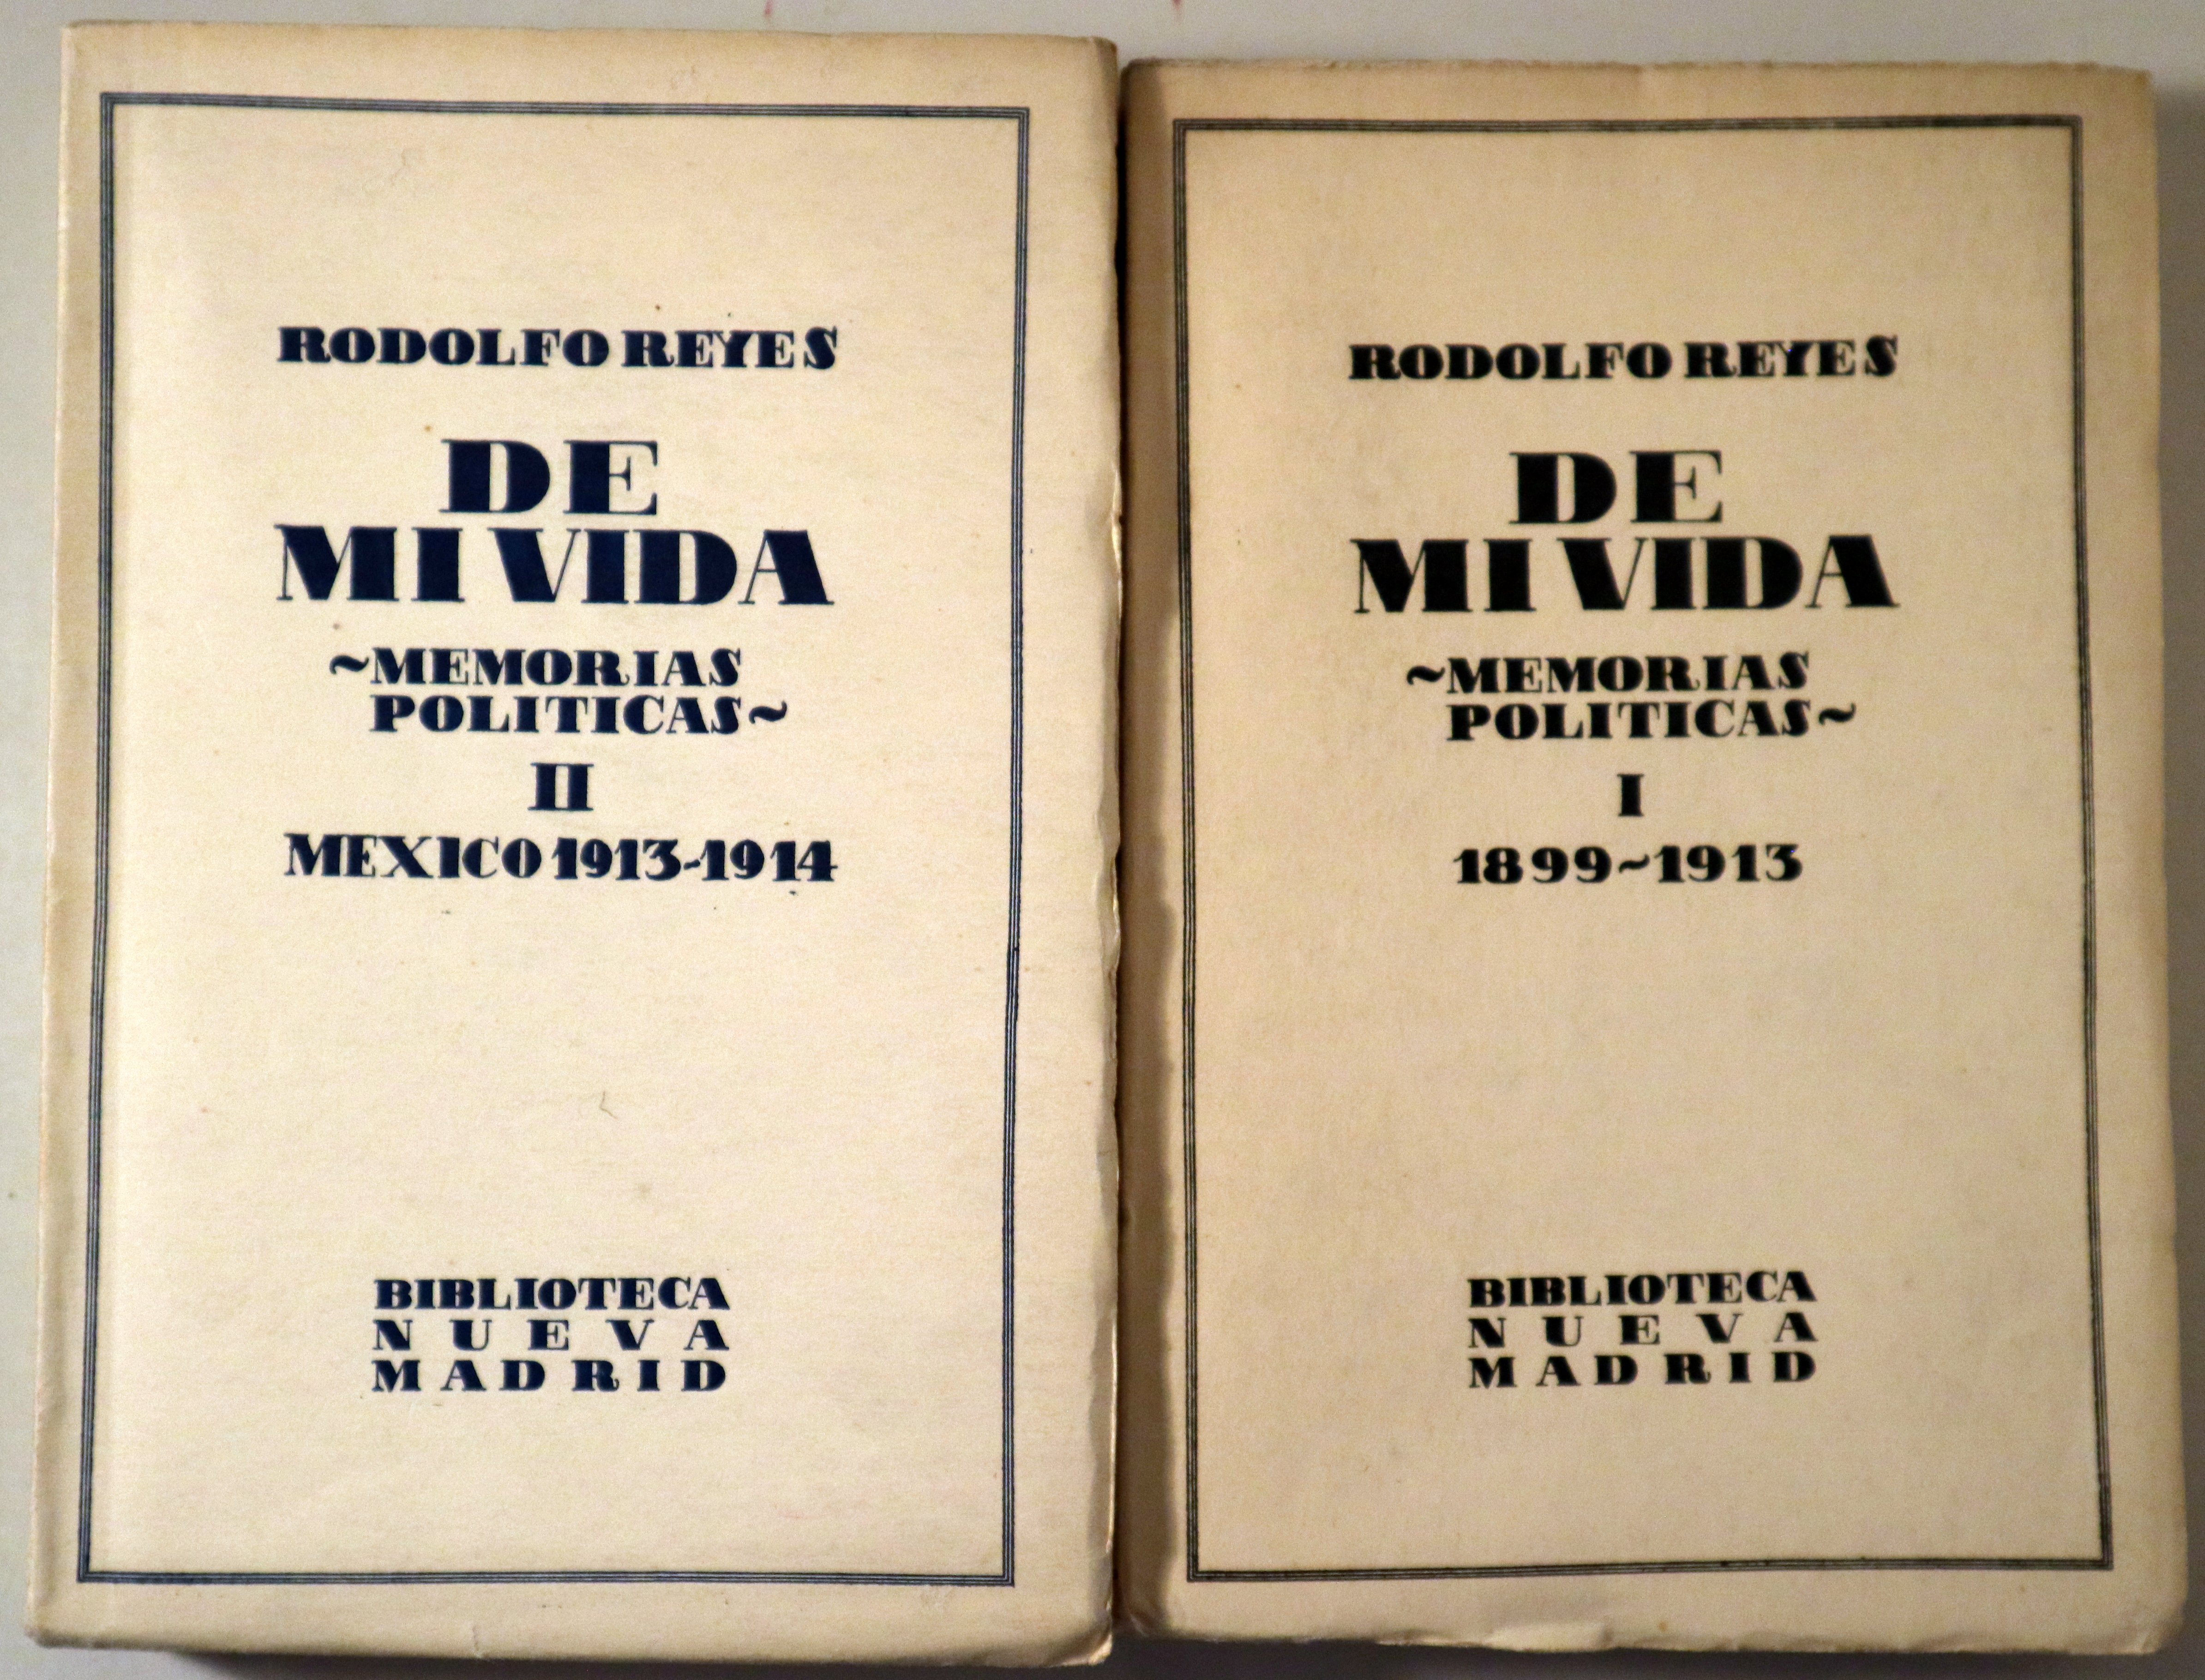 RODOLFO REYES
DE
MI VIDA
~MEMORIAS
POLITICAS~
II
MEXICO 1913-1914
BIBLIOTECA
NUEVA
MADRID
RODOLFO REYES
DE
MI VIDA
~MEMORIAS
POLITICAS~
I
1899~1913
BIBLIOTECA
NUEVA
MADRID